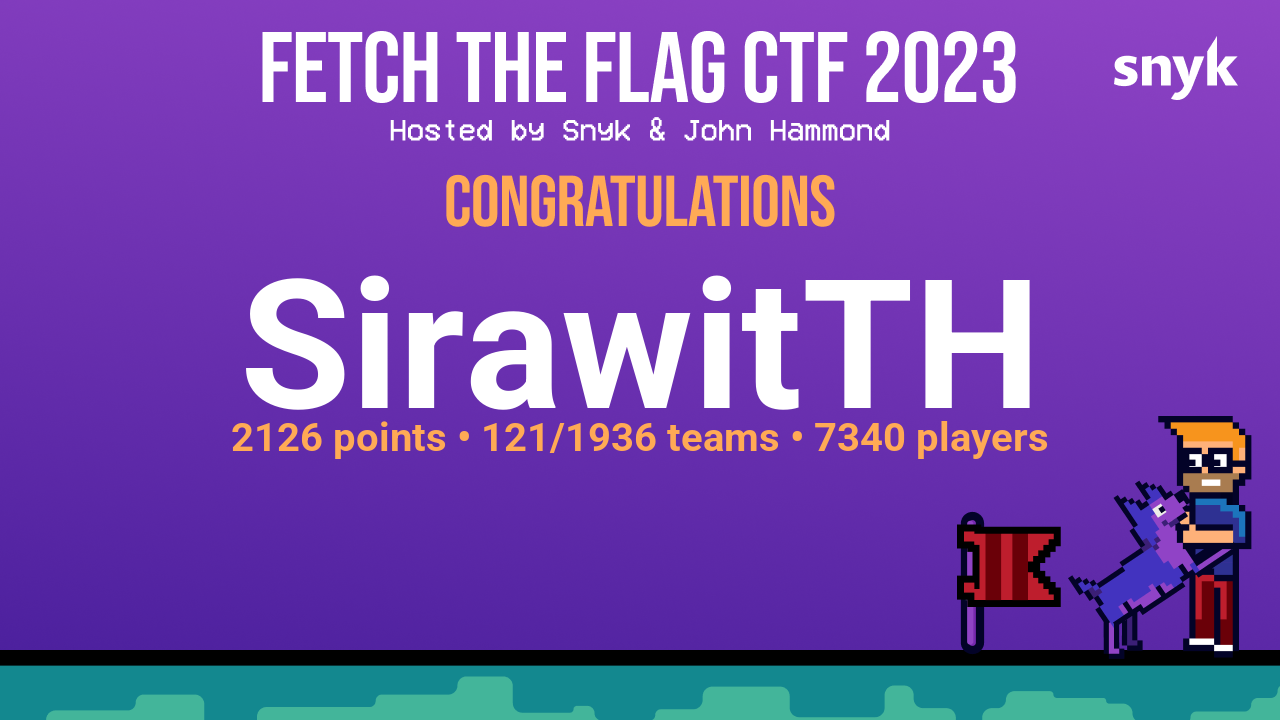 FETCH THE FLAG CTF 2023
snyk
Hosted by Snyk & John Hammond
CONGRATULATIONS
SirawitTH
2126 points • 121/1936 teams • 7340 players